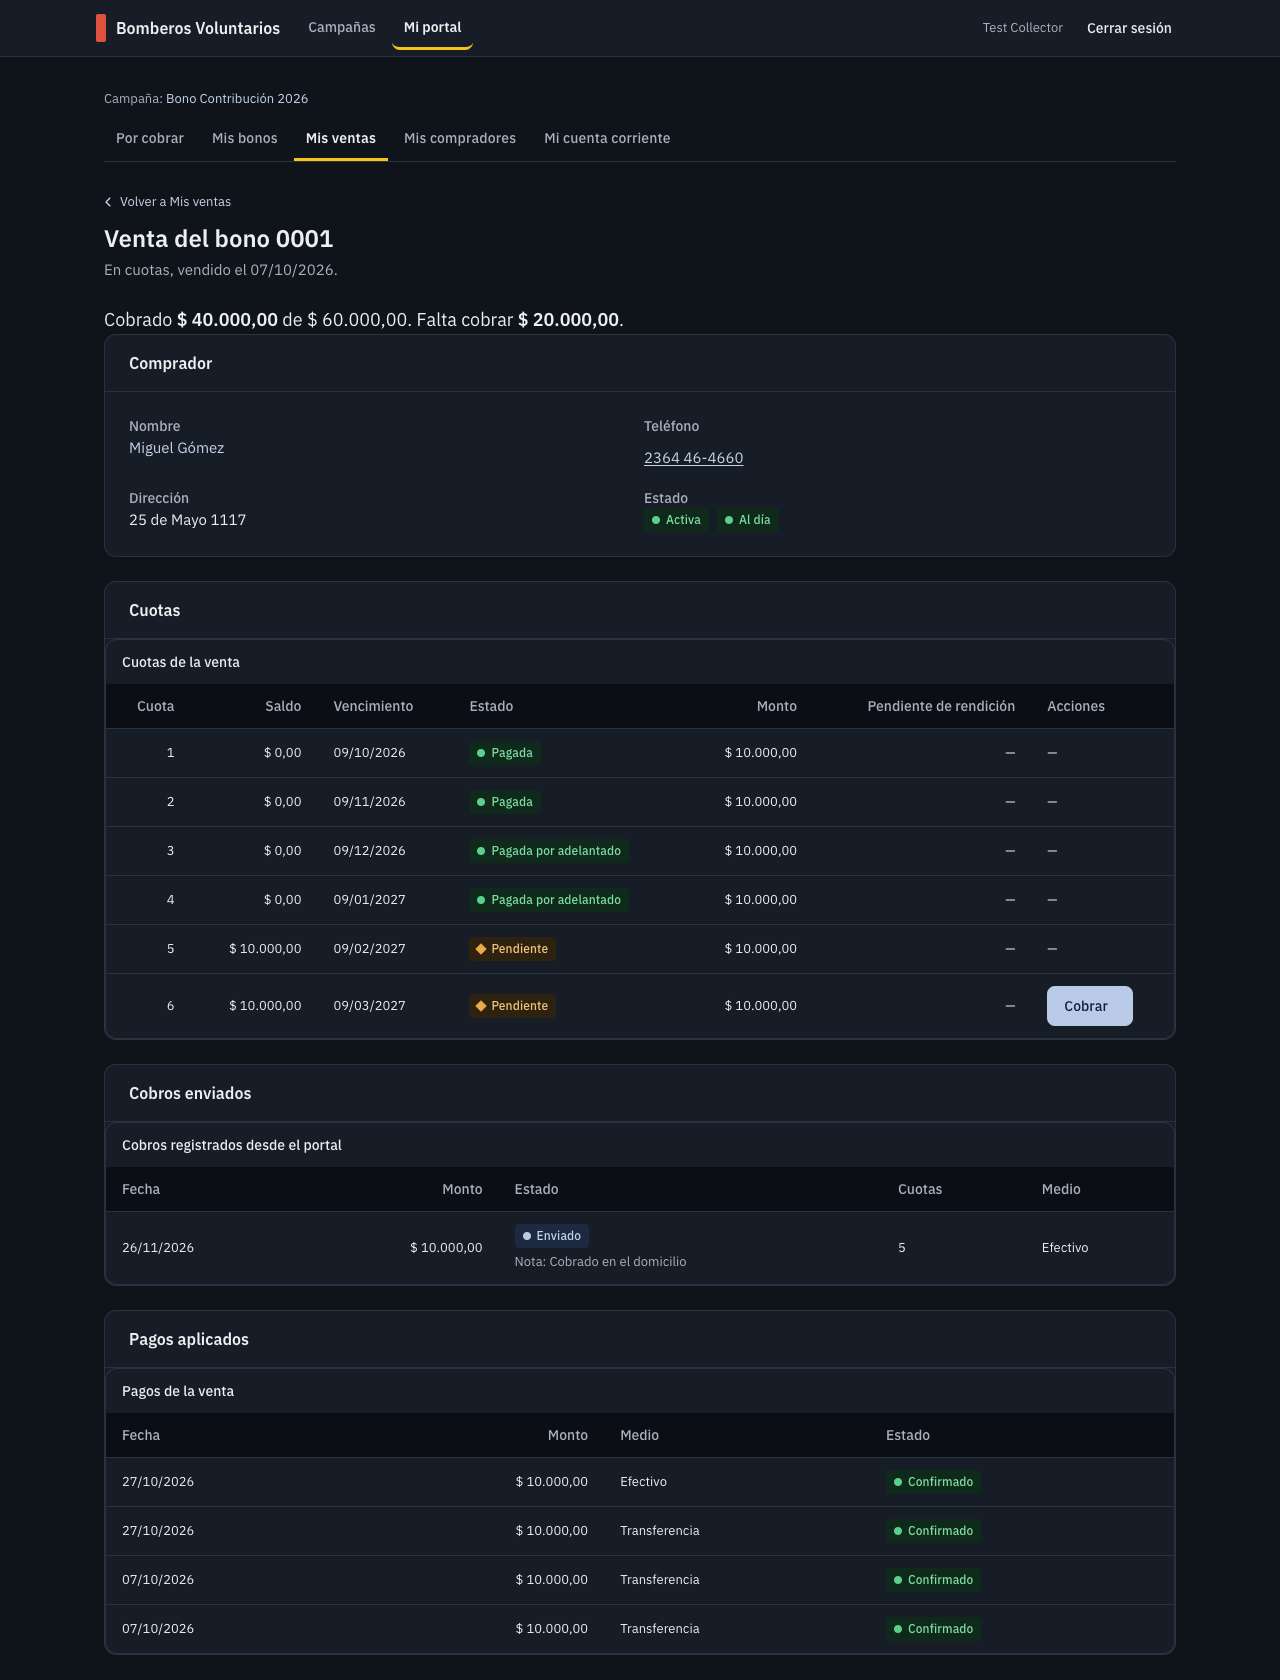 Bomberos Voluntarios Campañas Mi portal Test Collector Cerrar sesión
Campaña: Bono Contribución 2026
Por cobrar Mis bonos Mis ventas Mis compradores Mi cuenta corriente
Volver a Mis ventas
Venta del bono 0001
En cuotas, vendido el 07/10/2026.
Cobrado $ 40.000,00 de $ 60.000,00. Falta cobrar $ 20.000,00.
Comprador
Nombre Teléfono
Miguel Gómez 2364 46-4660
Dirección Estado
25 de Mayo 1117 Activa Al día
Cuotas
Cuotas de la venta
Cuota Saldo Vencimiento Estado Monto Pendiente de rendición Acciones
1 $ 0,00 09/10/2026 Pagada $ 10.000,00 — —
2 $ 0,00 09/11/2026 Pagada $ 10.000,00 — —
3 $ 0,00 09/12/2026 Pagada por adelantado $ 10.000,00 — —
4 $ 0,00 09/01/2027 Pagada por adelantado $ 10.000,00 — —
5 $ 10.000,00 09/02/2027 Pendiente $ 10.000,00 — —
6 $ 10.000,00 09/03/2027 Pendiente $ 10.000,00 — Cobrar
Cobros enviados
Cobros registrados desde el portal
Fecha Monto Estado Cuotas Medio
26/11/2026 $ 10.000,00 Enviado 5 Efectivo
Nota: Cobrado en el domicilio
Pagos aplicados
Pagos de la venta
Fecha Monto Medio Estado
27/10/2026 $ 10.000,00 Efectivo Confirmado
27/10/2026 $ 10.000,00 Transferencia Confirmado
07/10/2026 $ 10.000,00 Transferencia Confirmado
07/10/2026 $ 10.000,00 Transferencia Confirmado